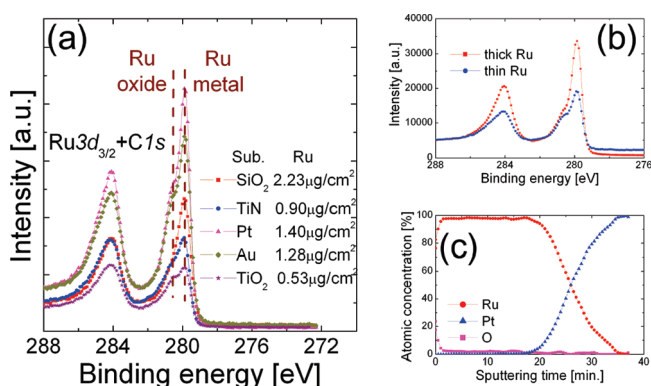 (a)
Ru oxide
Ru metal
Ru3d3/2+C1s
Sub. Ru
SiO2 2.23μg/cm2
TiN 0.90μg/cm2
Pt 1.40μg/cm2
Au 1.28μg/cm2
TiO2 0.53μg/cm2
Intensity [a.u.]
288 284 280 276 272
Binding energy [eV]
(b)
thick Ru
thin Ru
Intensity [a.u.]
40000
30000
20000
10000
0
288 284 280 276
Binding energy [eV]
(c)
Ru
Pt
O
Atomic concentration [%]
100
80
60
40
20
0
0 10 20 30 40
Sputtering time [min.]